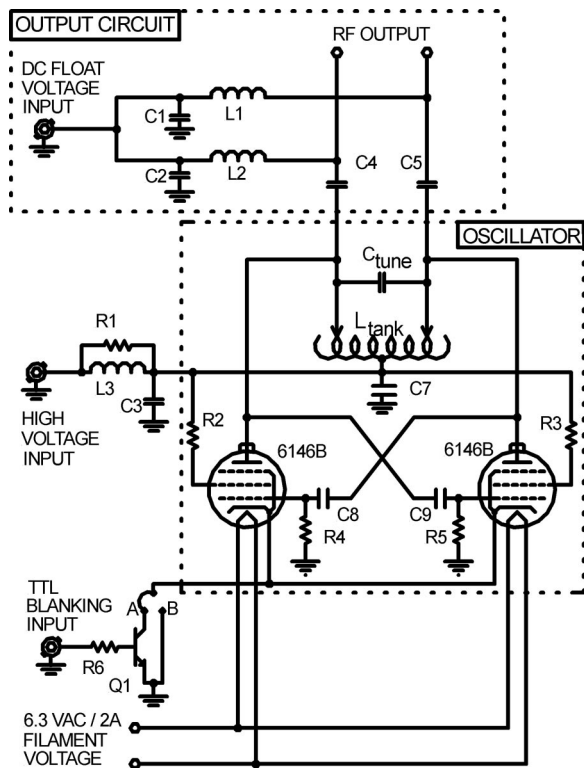 OUTPUT CIRCUIT
RF OUTPUT
DC FLOAT
VOLTAGE
INPUT
C1
L1
C2
L2
C4
C5
OSCILLATOR
Ctune
Ltank
R1
L3
C3
HIGH
VOLTAGE
INPUT
C7
R2
R3
6146B
6146B
C8
C9
R4
R5
TTL
BLANKING
INPUT
A
B
R6
Q1
6.3 VAC / 2A
FILAMENT
VOLTAGE